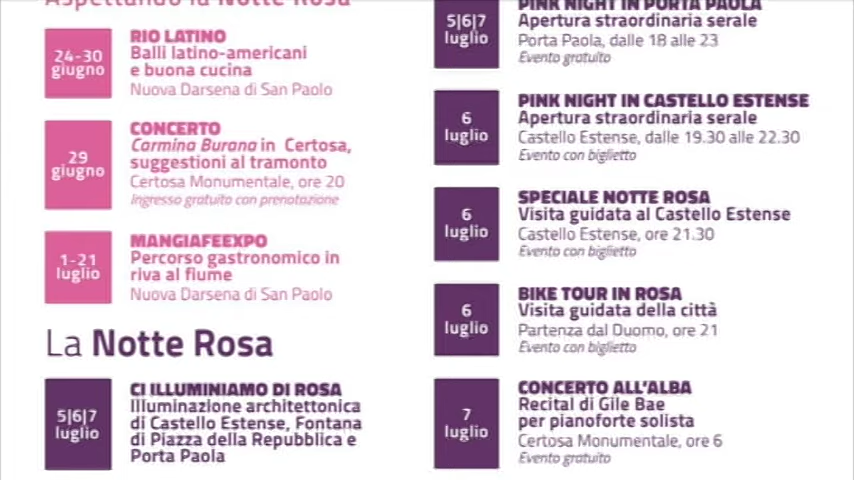 Aspettando la Notte Rosa
24-30
giugno
RIO LATINO
Balli latino-americani
e buona cucina
Nuova Darsena di San Paolo
29
giugno
CONCERTO
Carmina Burana in Certosa,
suggestioni al tramonto
Certosa Monumentale, ore 20
Ingresso gratuito con prenotazione
1-21
luglio
MANGIAFEEXPO
Percorso gastronomico in
riva al fiume
Nuova Darsena di San Paolo
La Notte Rosa
5|6|7
luglio
CI ILLUMINIAMO DI ROSA
Illuminazione architettonica
di Castello Estense, Fontana
di Piazza della Repubblica e
Porta Paola
5|6|7
luglio
PINK NIGHT IN PORTA PAOLA
Apertura straordinaria serale
Porta Paola, dalle 18 alle 23
Evento gratuito
6
luglio
PINK NIGHT IN CASTELLO ESTENSE
Apertura straordinaria serale
Castello Estense, dalle 19.30 alle 22.30
Evento con biglietto
6
luglio
SPECIALE NOTTE ROSA
Visita guidata al Castello Estense
Castello Estense, ore 21.30
Evento con biglietto
6
luglio
BIKE TOUR IN ROSA
Visita guidata della città
Partenza dal Duomo, ore 21
Evento con biglietto
7
luglio
CONCERTO ALL'ALBA
Recital di Gile Bae
per pianoforte solista
Certosa Monumentale, ore 6
Evento gratuito